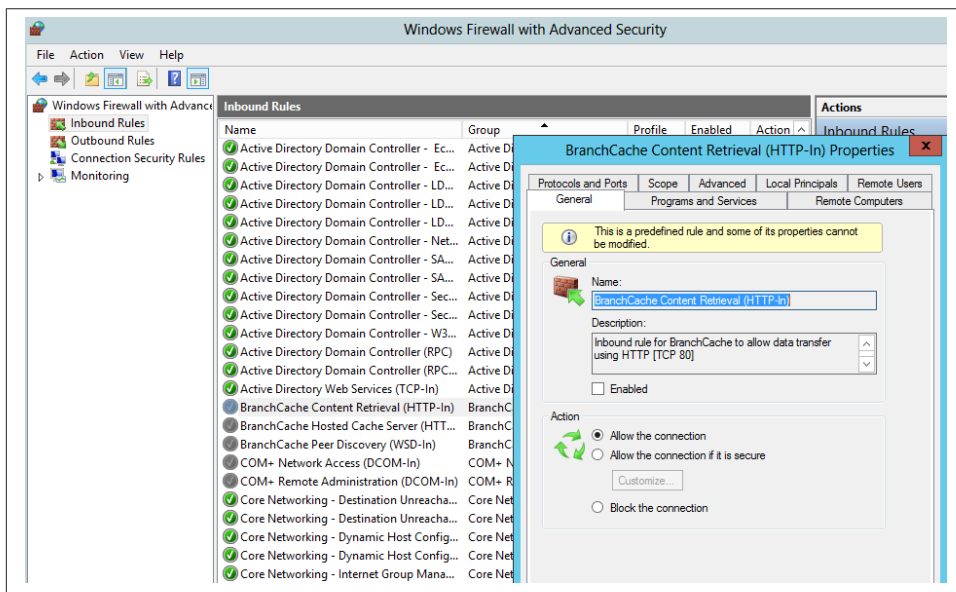 Windows Firewall with Advanced Security
File Action View Help
Windows Firewall with Advance
Inbound Rules
Outbound Rules
Connection Security Rules
Monitoring
Inbound Rules
Name Group Profile Enabled Action
Active Directory Domain Controller - Ec... Active Di
Active Directory Domain Controller - Ec... Active Di
Active Directory Domain Controller - LD... Active Di
Active Directory Domain Controller - LD... Active Di
Active Directory Domain Controller - LD... Active Di
Active Directory Domain Controller - Net... Active Di
Active Directory Domain Controller - SA... Active Di
Active Directory Domain Controller - SA... Active Di
Active Directory Domain Controller - Sec... Active Di
Active Directory Domain Controller - Sec... Active Di
Active Directory Domain Controller - W3... Active Di
Active Directory Domain Controller (RPC) Active Di
Active Directory Domain Controller (RPC... Active Di
Active Directory Web Services (TCP-In) Active Di
BranchCache Content Retrieval (HTTP-In) BranchC
BranchCache Hosted Cache Server (HTT... BranchC
BranchCache Peer Discovery (WSD-In) BranchC
COM+ Network Access (DCOM-In) COM+ N
COM+ Remote Administration (DCOM-In) COM+ R
Core Networking - Destination Unreacha... Core Net
Core Networking - Destination Unreacha... Core Net
Core Networking - Dynamic Host Config... Core Net
Core Networking - Dynamic Host Config... Core Net
Core Networking - Internet Group Mana... Core Net
Actions
Inbound Rules
BranchCache Content Retrieval (HTTP-In) Properties
Protocols and Ports Scope Advanced Local Principals Remote Users
General Programs and Services Remote Computers
This is a predefined rule and some of its properties cannot
be modified.
General
Name:
BranchCache Content Retrieval (HTTP-In)
Description:
Inbound rule for BranchCache to allow data transfer
using HTTP [TCP 80]
Enabled
Action
Allow the connection
Allow the connection if it is secure
Customize...
Block the connection